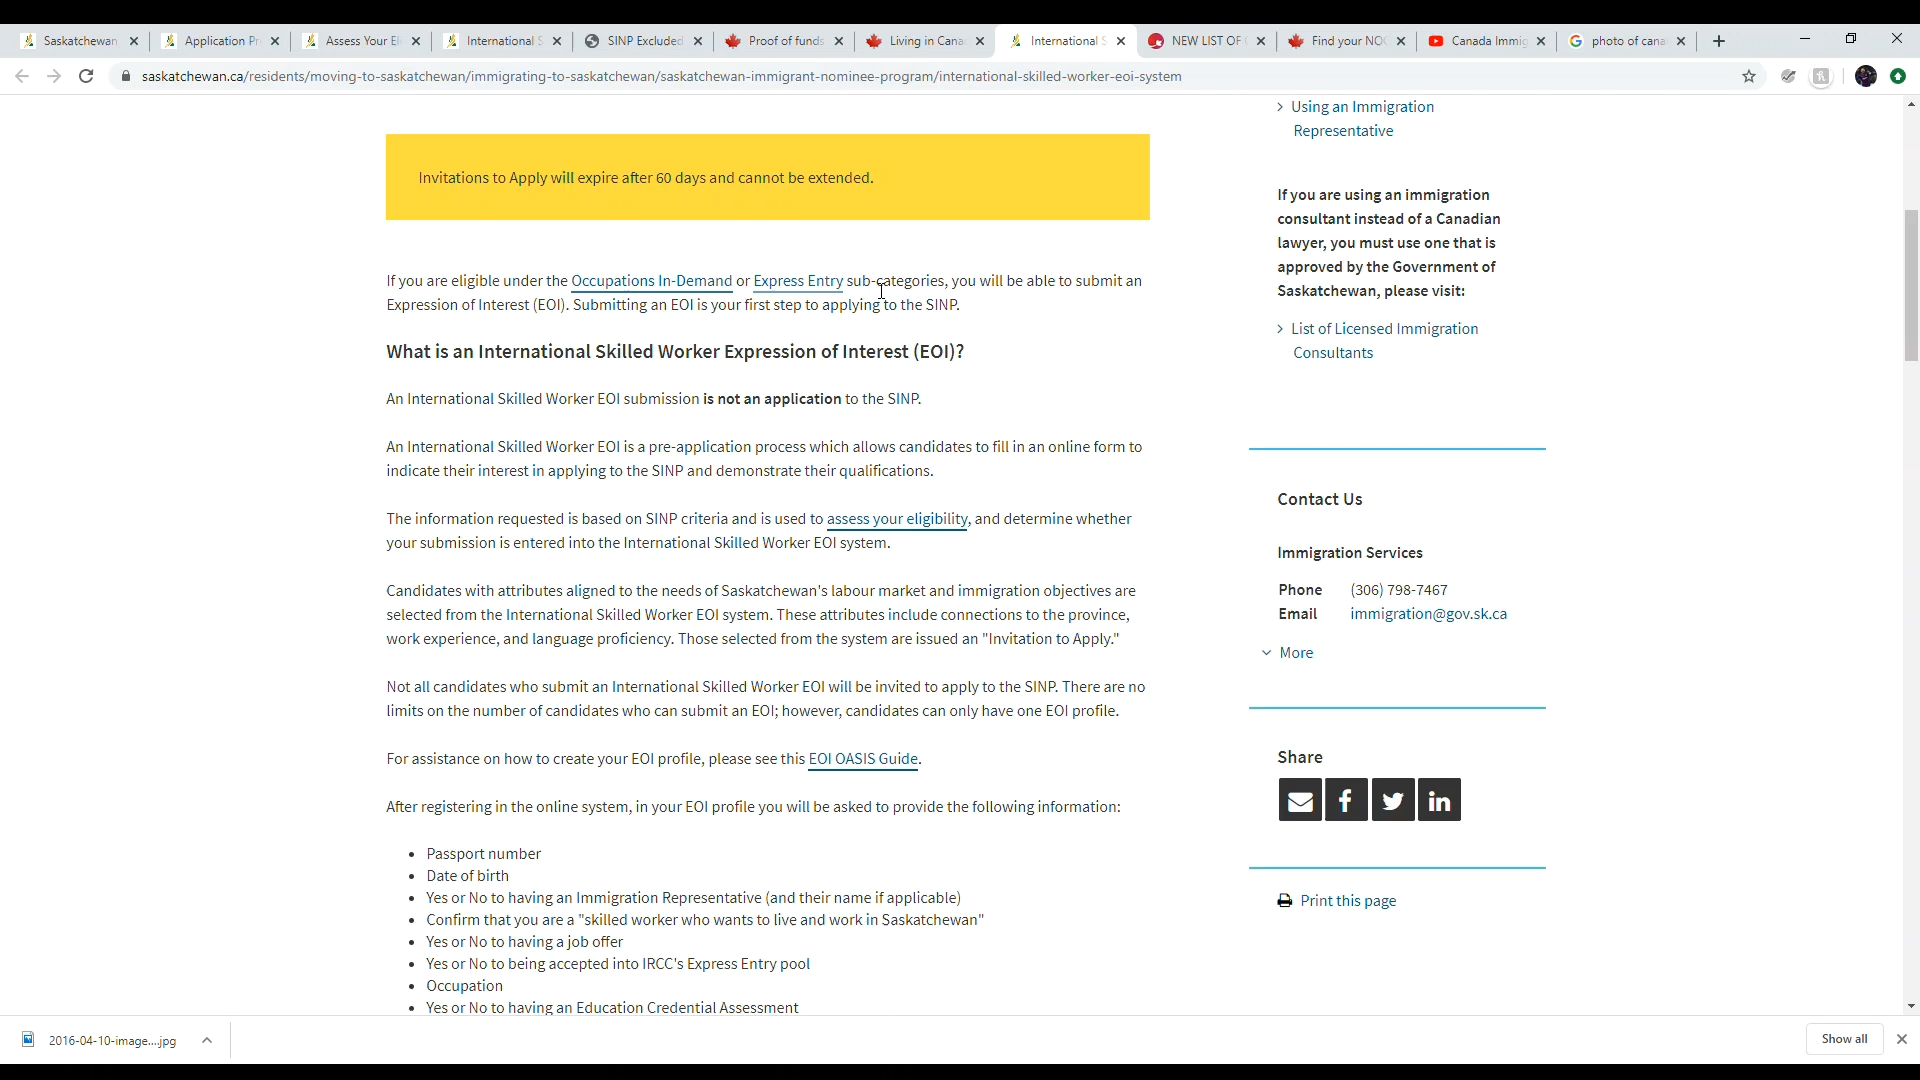 Saskatchewan
Application Pr
Assess Your El
International S
SINP Excluded
Proof of funds
Living in Cana
International S
NEW LIST OF
Find your NO
Canada Immig
photo of cana
saskatchewan.ca/residents/moving-to-saskatchewan/immigrating-to-saskatchewan/saskatchewan-immigrant-nominee-program/international-skilled-worker-eoi-system
Invitations to Apply will expire after 60 days and cannot be extended.
If you are eligible under the Occupations In-Demand or Express Entry sub-categories, you will be able to submit an
Expression of Interest (EOI). Submitting an EOI is your first step to applying to the SINP.
What is an International Skilled Worker Expression of Interest (EOI)?
An International Skilled Worker EOI submission is not an application to the SINP.
An International Skilled Worker EOI is a pre-application process which allows candidates to fill in an online form to
indicate their interest in applying to the SINP and demonstrate their qualifications.
The information requested is based on SINP criteria and is used to assess your eligibility, and determine whether
your submission is entered into the International Skilled Worker EOI system.
Candidates with attributes aligned to the needs of Saskatchewan's labour market and immigration objectives are
selected from the International Skilled Worker EOI system. These attributes include connections to the province,
work experience, and language proficiency. Those selected from the system are issued an "Invitation to Apply."
Not all candidates who submit an International Skilled Worker EOI will be invited to apply to the SINP. There are no
limits on the number of candidates who can submit an EOI; however, candidates can only have one EOI profile.
For assistance on how to create your EOI profile, please see this EOI OASIS Guide.
After registering in the online system, in your EOI profile you will be asked to provide the following information:
• Passport number
• Date of birth
• Yes or No to having an Immigration Representative (and their name if applicable)
• Confirm that you are a "skilled worker who wants to live and work in Saskatchewan"
• Yes or No to having a job offer
• Yes or No to being accepted into IRCC's Express Entry pool
• Occupation
• Yes or No to having an Education Credential Assessment
Using an Immigration
Representative
If you are using an immigration
consultant instead of a Canadian
lawyer, you must use one that is
approved by the Government of
Saskatchewan, please visit:
List of Licensed Immigration
Consultants
Contact Us
Immigration Services
Phone (306) 798-7467
Email immigration@gov.sk.ca
More
Share
Print this page
2016-04-10-image....jpg
Show all